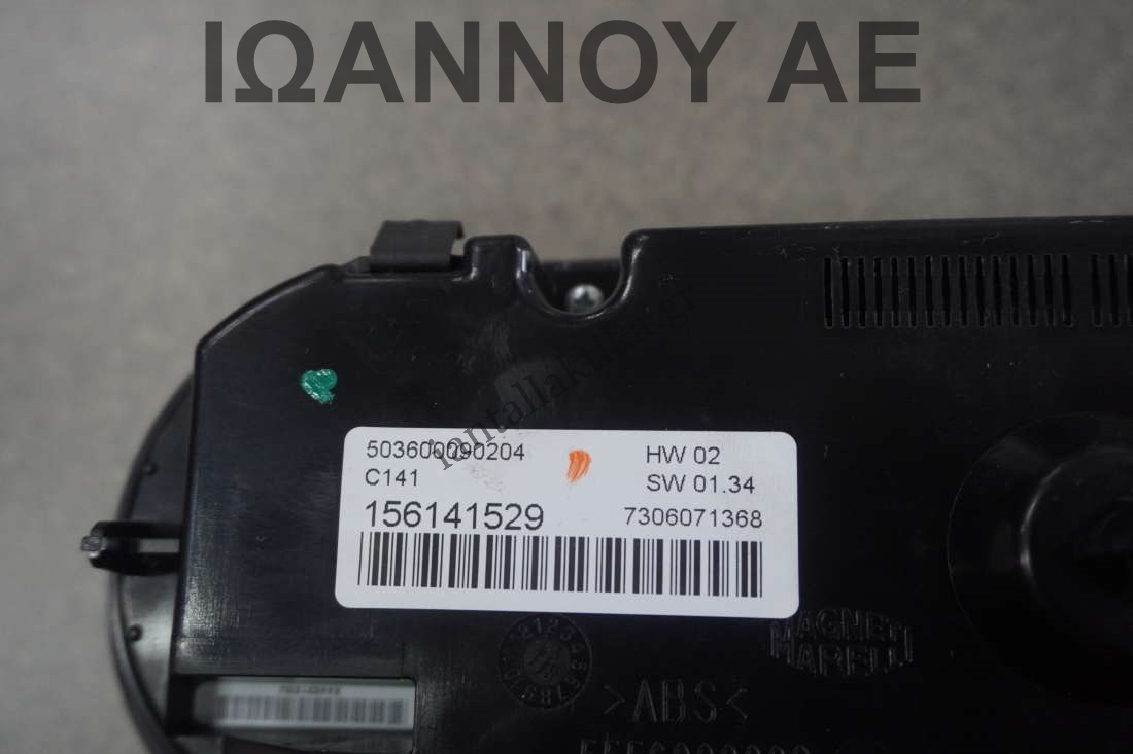 ΙΩΑΝΝΟΥ ΑΕ
503600090204
HW 02
C141
SW 01.34
156141529
7306071368
MAGNETI
MARELLI
>ABS<